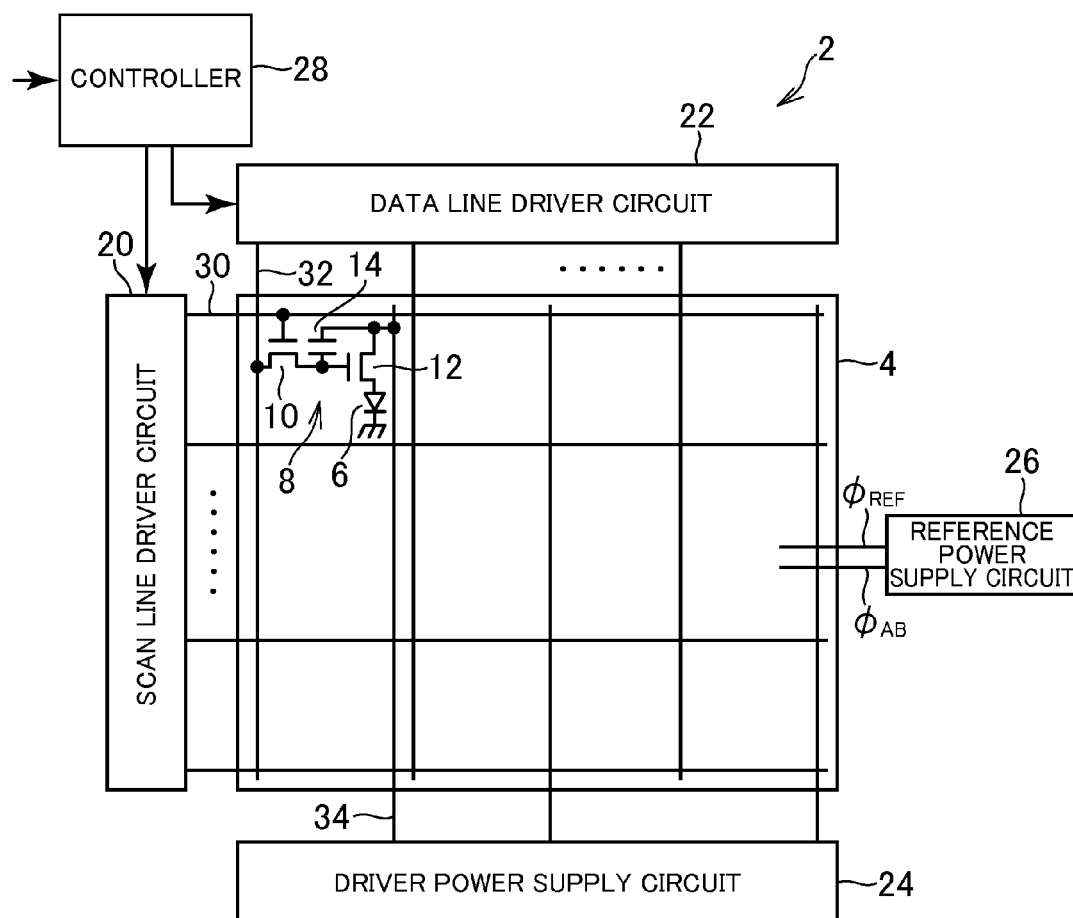 CONTROLLER
28
2
22
DATA LINE DRIVER CIRCUIT
20
30
32
14
SCAN LINE DRIVER CIRCUIT
12
4
10
8
6
26
ϕREF
REFERENCE
POWER
SUPPLY CIRCUIT
ϕAB
34
DRIVER POWER SUPPLY CIRCUIT
24